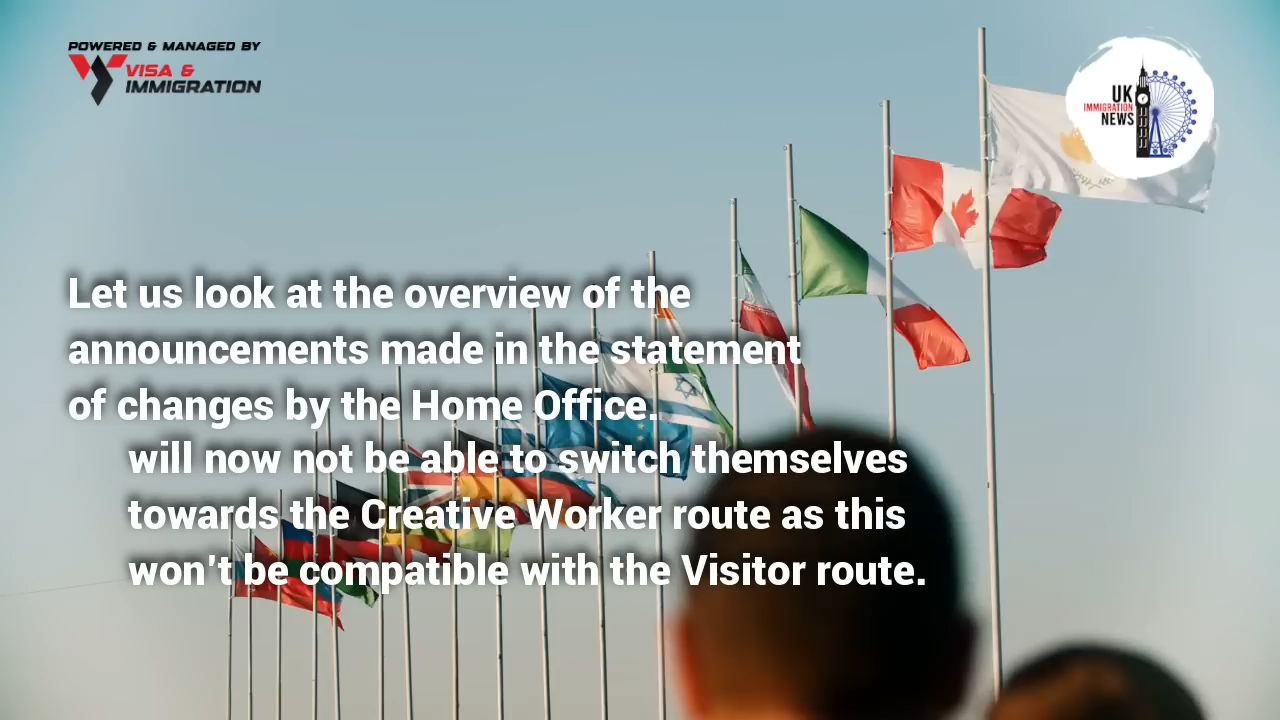 POWERED & MANAGED BY
VISA &
IMMIGRATION
UK
IMMIGRATION
NEWS
Let us look at the overview of the
announcements made in the statement
of changes by the Home Office.
will now not be able to switch themselves
towards the Creative Worker route as this
won't be compatible with the Visitor route.